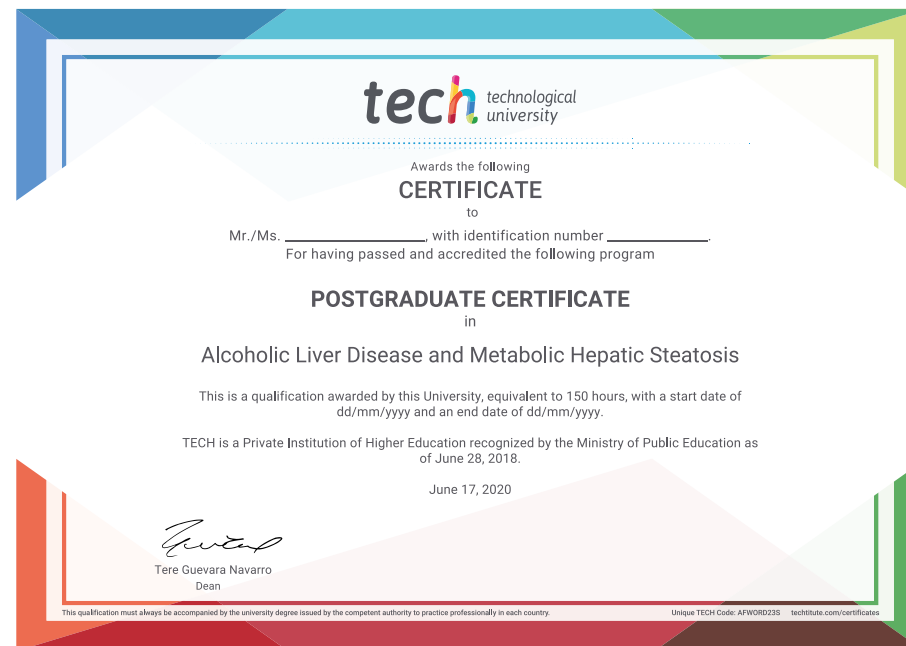 tech technological
university
Awards the following
CERTIFICATE
to
Mr./Ms. ____________________, with identification number ______________.
For having passed and accredited the following program
POSTGRADUATE CERTIFICATE
in
Alcoholic Liver Disease and Metabolic Hepatic Steatosis
This is a qualification awarded by this University, equivalent to 150 hours, with a start date of
dd/mm/yyyy and an end date of dd/mm/yyyy.
TECH is a Private Institution of Higher Education recognized by the Ministry of Public Education as
of June 28, 2018.
June 17, 2020
Tere Guevara Navarro
Dean
This qualification must always be accompanied by the university degree issued by the competent authority to practice professionally in each country. Unique TECH Code: AFWORD23S techtitute.com/certificates